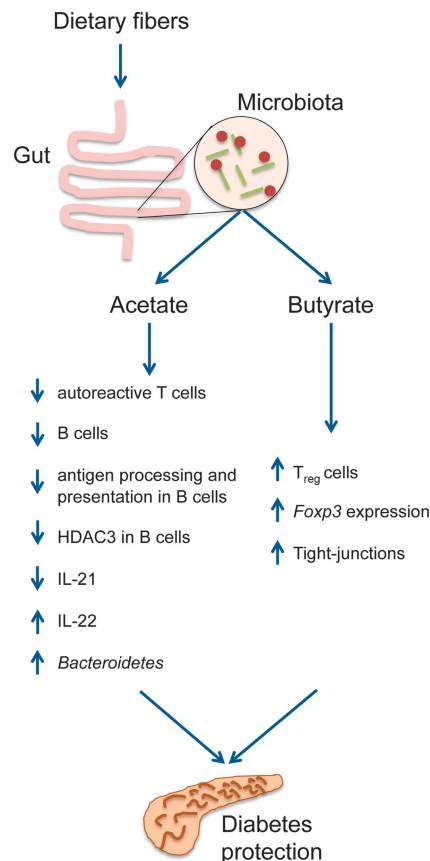 Dietary fibers
Microbiota
Gut
Acetate
Butyrate
autoreactive T cells
B cells
antigen processing and
presentation in B cells
HDAC3 in B cells
IL-21
IL-22
Bacteroidetes
Treg cells
Foxp3 expression
Tight-junctions
Diabetes
protection